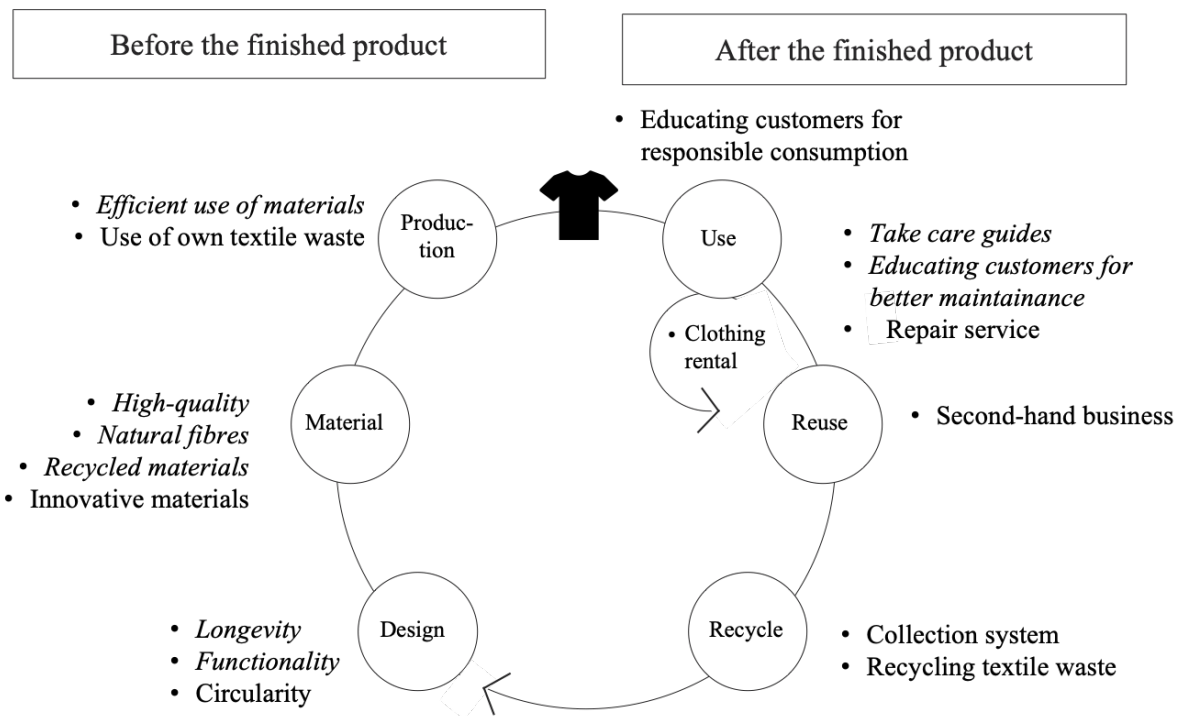 Before the finished product
After the finished product
• Educating customers for
responsible consumption
• Efficient use of materials
• Use of own textile waste
Produc-
tion
Use
• Take care guides
• Educating customers for
better maintainance
• Repair service
• Clothing
rental
• High-quality
• Natural fibres
• Recycled materials
• Innovative materials
Material
Reuse
• Second-hand business
• Longevity
• Functionality
• Circularity
Design
Recycle
• Collection system
• Recycling textile waste